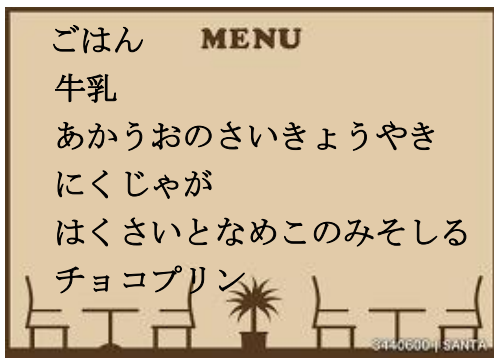 MENU
ごはん
牛乳
あかうおのさいきょうやき
にくじゃが
はくさいとなめこのみそしる
チョコプリン
3440600 | SANTA